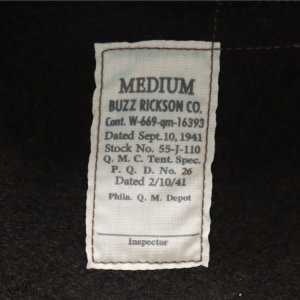 MEDIUM
BUZZ RICKSON CO.
Cont. W-669-qm-16393
Dated Sept. 10, 1941
Stock No. 55-J-110
Q. M. C. Tent. Spec.
P. Q. D. No. 26
Dated 2/10/41
Phila. Q. M. Depot
Inspector